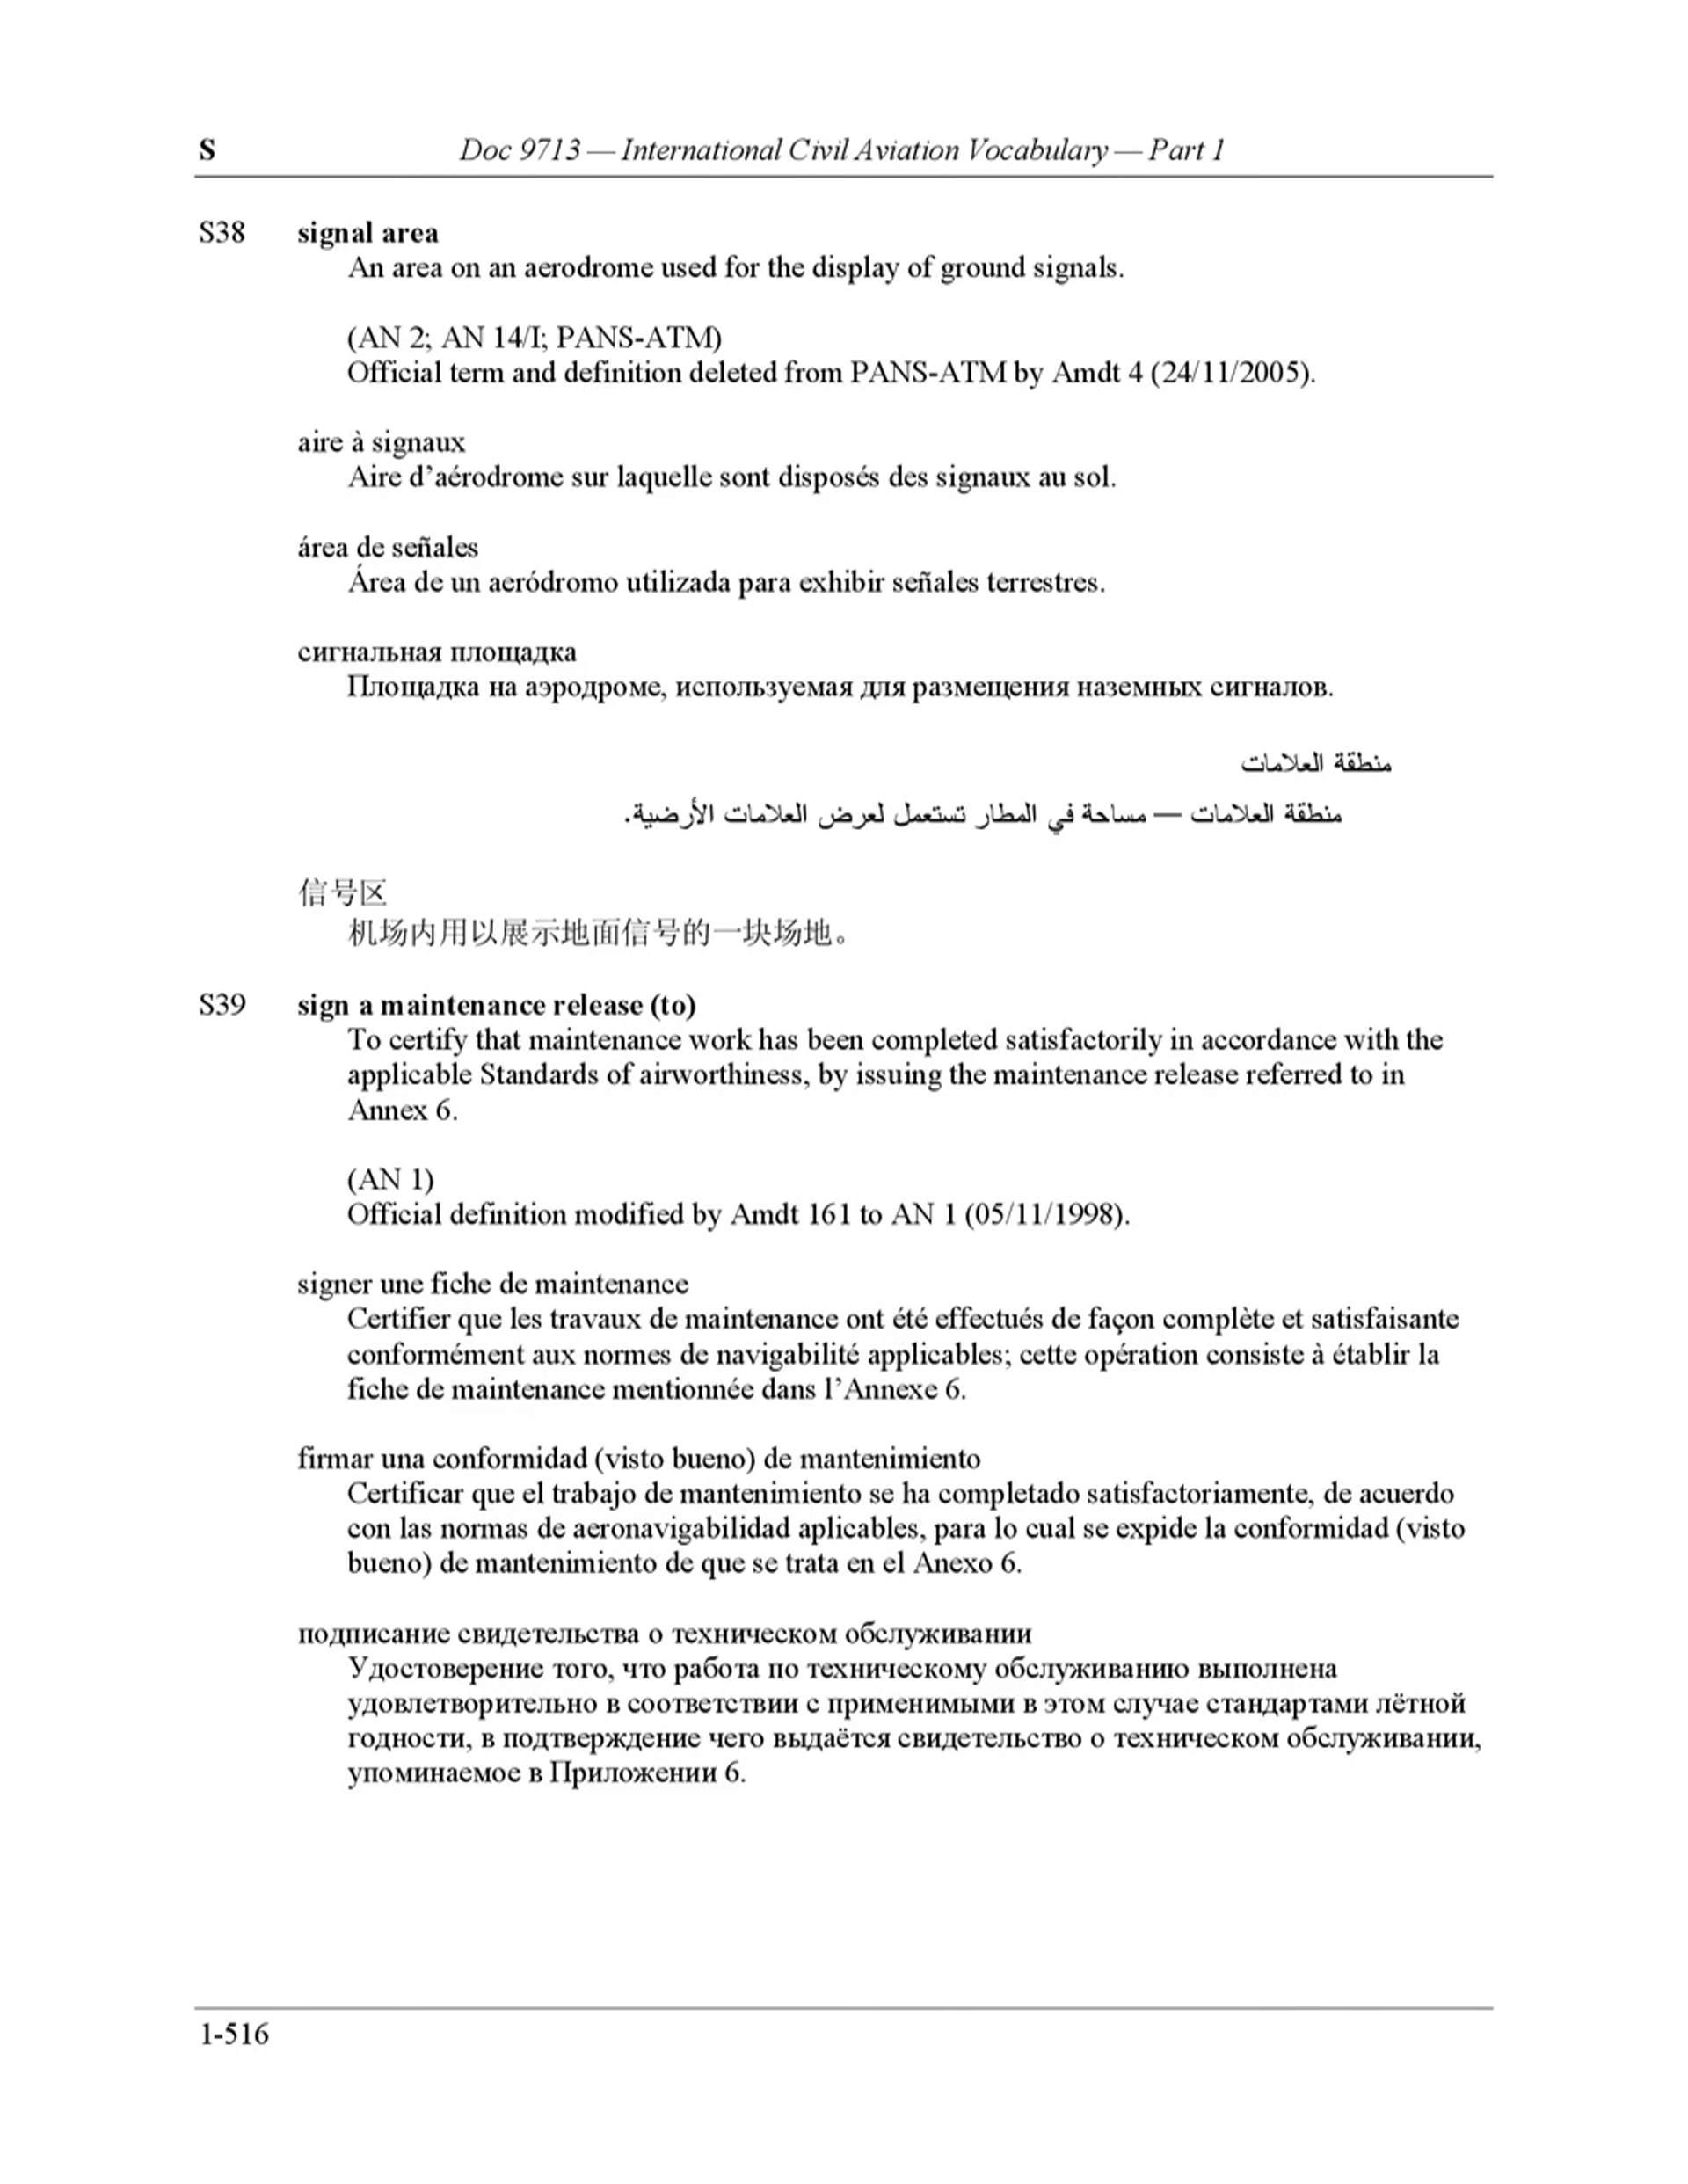 S Doc 9713 — International Civil Aviation Vocabulary — Part 1
S38 signal area
An area on an aerodrome used for the display of ground signals.
(AN 2; AN 14/I; PANS-ATM)
Official term and definition deleted from PANS-ATM by Amdt 4 (24/11/2005).
aire à signaux
Aire d’aérodrome sur laquelle sont disposés des signaux au sol.
área de señales
Área de un aeródromo utilizada para exhibir señales terrestres.
сигнальная площадка
Площадка на аэродроме, используемая для размещения наземных сигналов.
منطقة العلامات
منطقة العلامات — مساحة في المطار تستعمل لعرض العلامات الأرضية.
信号区
机场内用以展示地面信号的一块场地。
S39 sign a maintenance release (to)
To certify that maintenance work has been completed satisfactorily in accordance with the
applicable Standards of airworthiness, by issuing the maintenance release referred to in
Annex 6.
(AN 1)
Official definition modified by Amdt 161 to AN 1 (05/11/1998).
signer une fiche de maintenance
Certifier que les travaux de maintenance ont été effectués de façon complète et satisfaisante
conformément aux normes de navigabilité applicables; cette opération consiste à établir la
fiche de maintenance mentionnée dans l’Annexe 6.
firmar una conformidad (visto bueno) de mantenimiento
Certificar que el trabajo de mantenimiento se ha completado satisfactoriamente, de acuerdo
con las normas de aeronavigabilidad aplicables, para lo cual se expide la conformidad (visto
bueno) de mantenimiento de que se trata en el Anexo 6.
подписание свидетельства о техническом обслуживании
Удостоверение того, что работа по техническому обслуживанию выполнена
удовлетворительно в соответствии с применимыми в этом случае стандартами лётной
годности, в подтверждение чего выдаётся свидетельство о техническом обслуживании,
упоминаемое в Приложении 6.
1-516